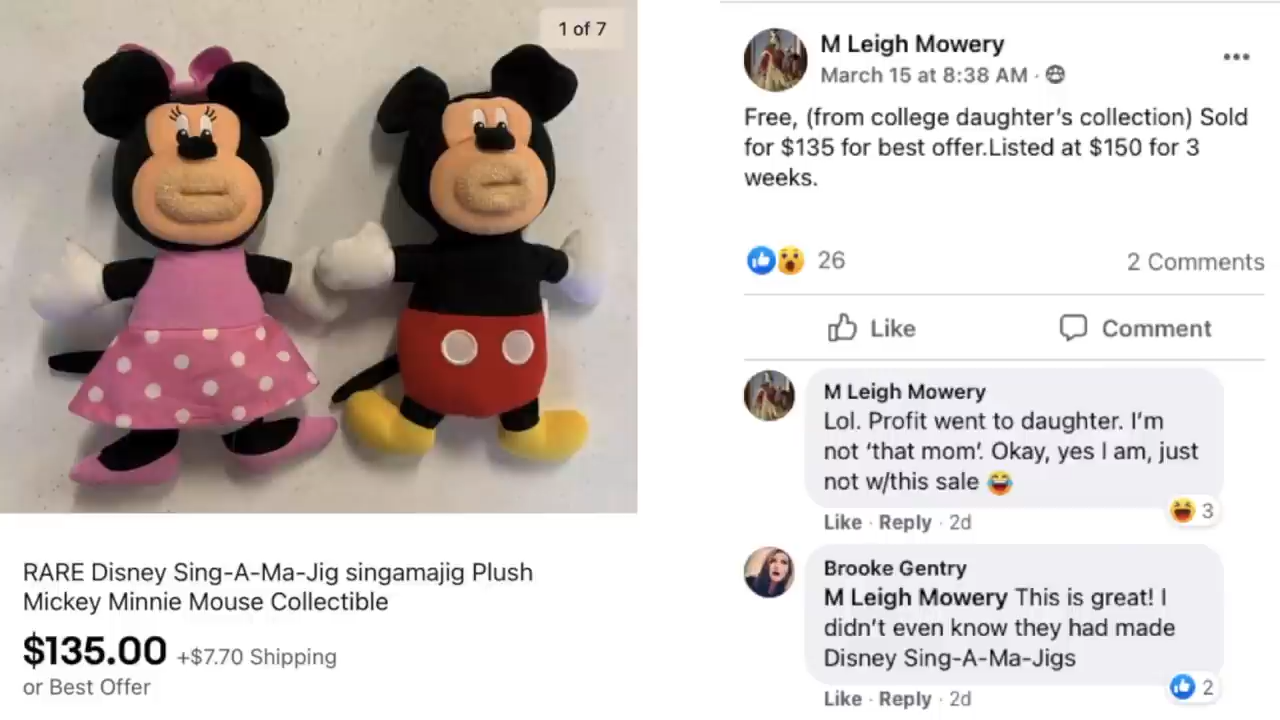 1 of 7
RARE Disney Sing-A-Ma-Jig singamajig Plush
Mickey Minnie Mouse Collectible
$135.00 +$7.70 Shipping
or Best Offer
M Leigh Mowery
March 15 at 8:38 AM ·
Free, (from college daughter's collection) Sold
for $135 for best offer.Listed at $150 for 3
weeks.
26
2 Comments
Like
Comment
M Leigh Mowery
Lol. Profit went to daughter. I'm
not 'that mom'. Okay, yes I am, just
not w/this sale 😂
3
Like · Reply · 2d
Brooke Gentry
M Leigh Mowery This is great! I
didn't even know they had made
Disney Sing-A-Ma-Jigs
2
Like · Reply · 2d